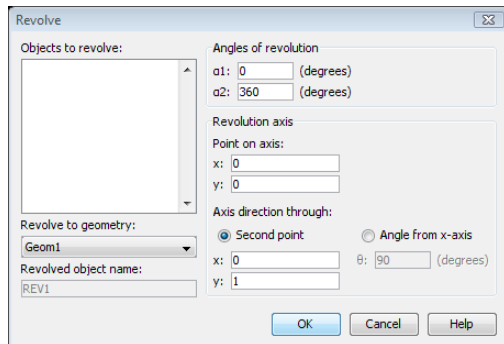 Revolve
Objects to revolve:
Revolve to geometry:
Geom1
Revolved object name:
REV1
Angles of revolution
α1: 0 (degrees)
α2: 360 (degrees)
Revolution axis
Point on axis:
x: 0
y: 0
Axis direction through:
Second point
Angle from x-axis
x: 0
θ: 90 (degrees)
y: 1
OK
Cancel
Help